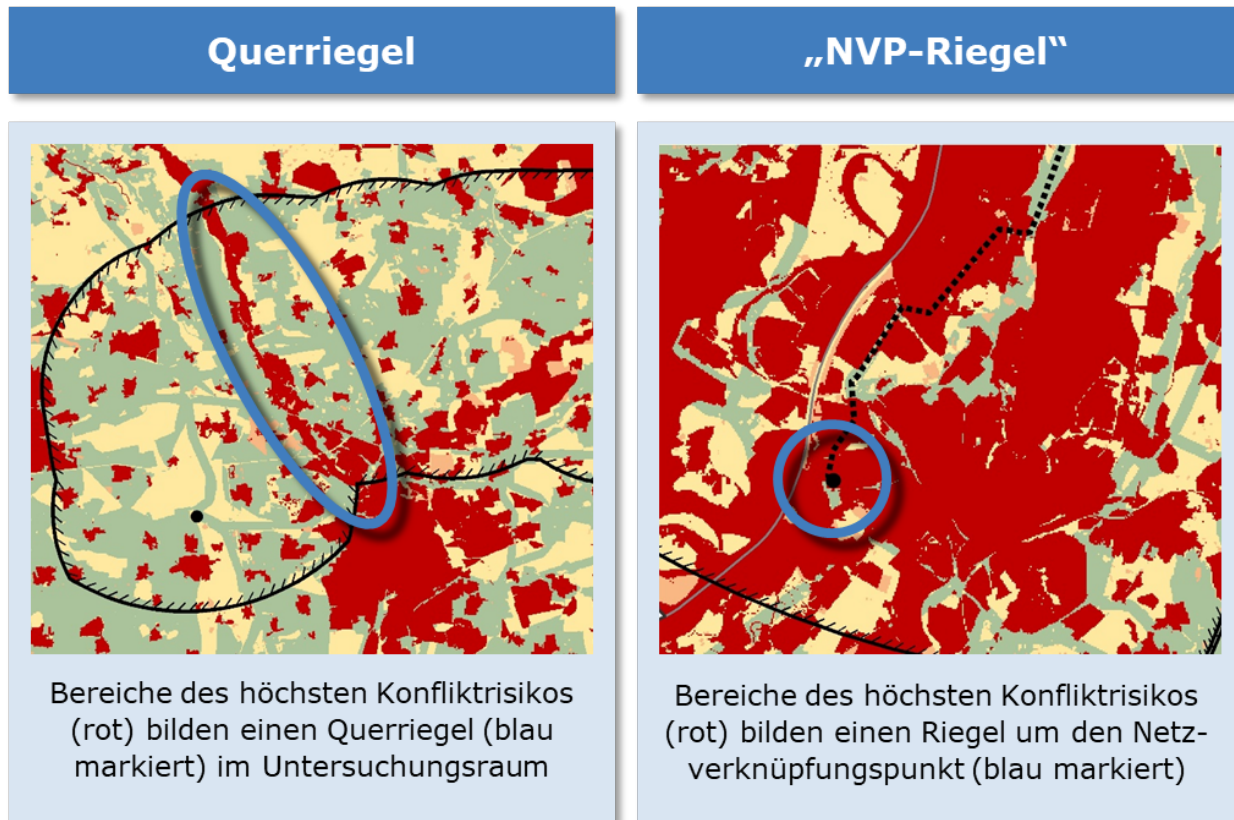 Querriegel
„NVP-Riegel“
Bereiche des höchsten Konfliktrisikos
(rot) bilden einen Querriegel (blau
markiert) im Untersuchungsraum
Bereiche des höchsten Konfliktrisikos
(rot) bilden einen Riegel um den Netz-
verknüpfungspunkt (blau markiert)